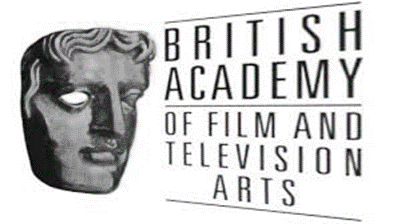 BRITISH
ACADEMY
OF FILM AND
TELEVISION
ARTS